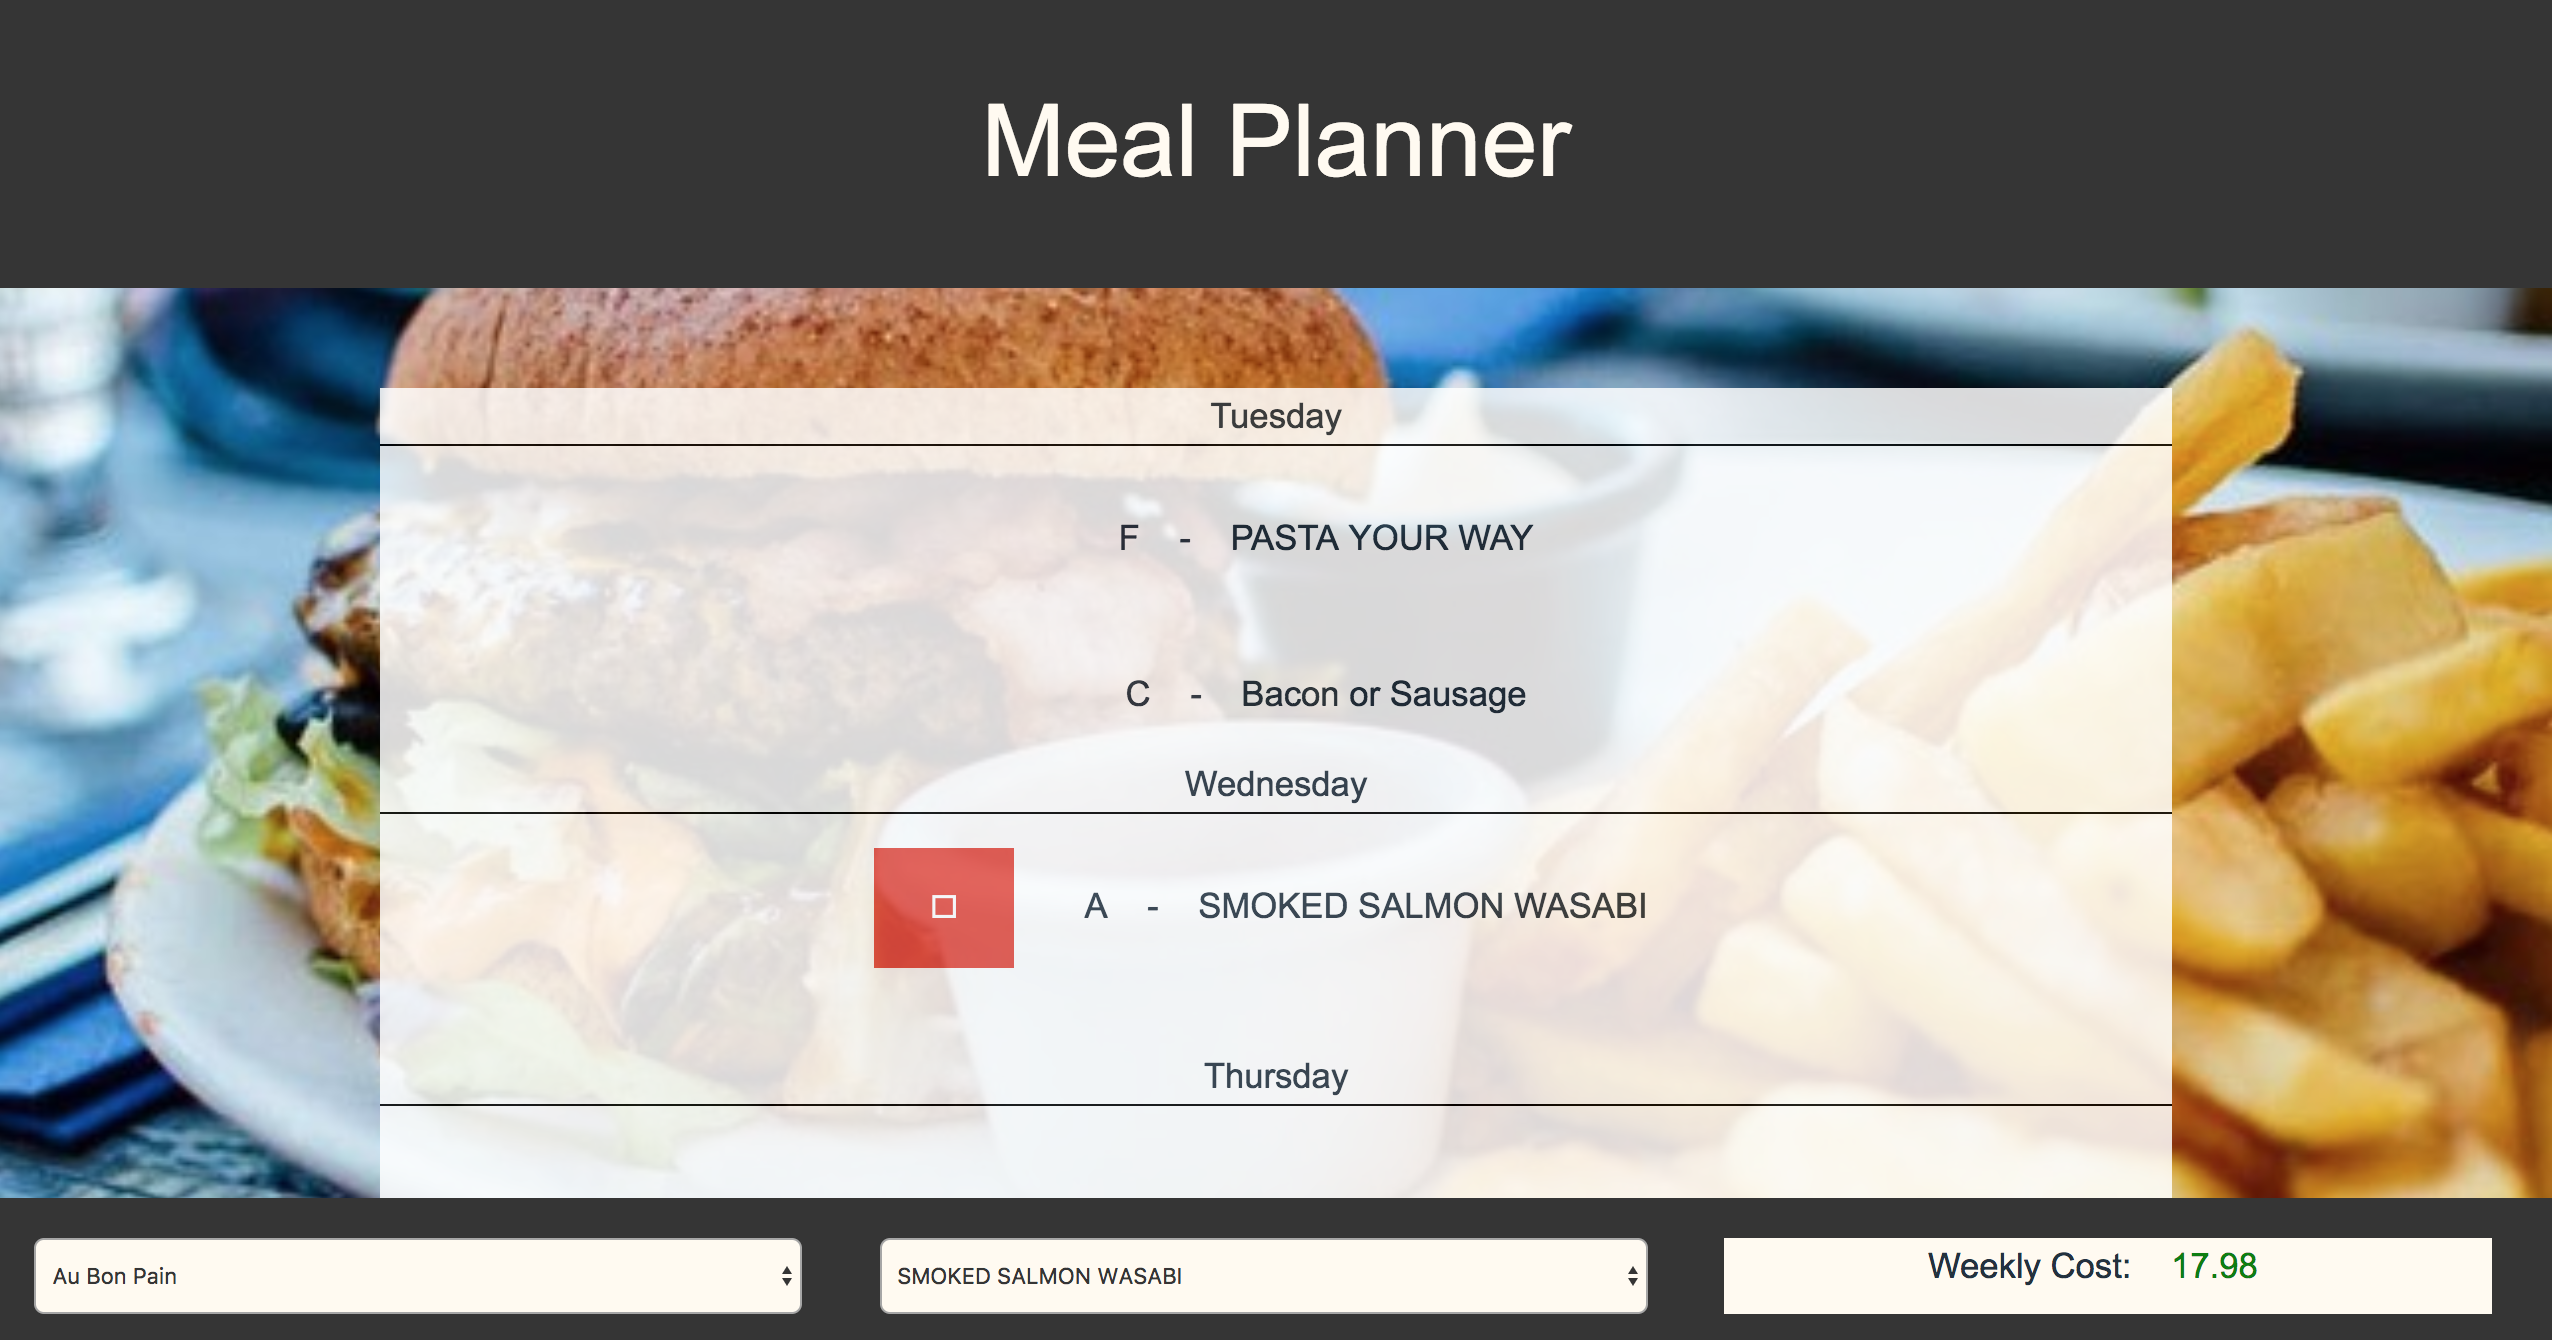 Meal Planner
Tuesday
F - PASTA YOUR WAY
C - Bacon or Sausage
Wednesday
A - SMOKED SALMON WASABI
Thursday
Au Bon Pain
SMOKED SALMON WASABI
Weekly Cost: 17.98